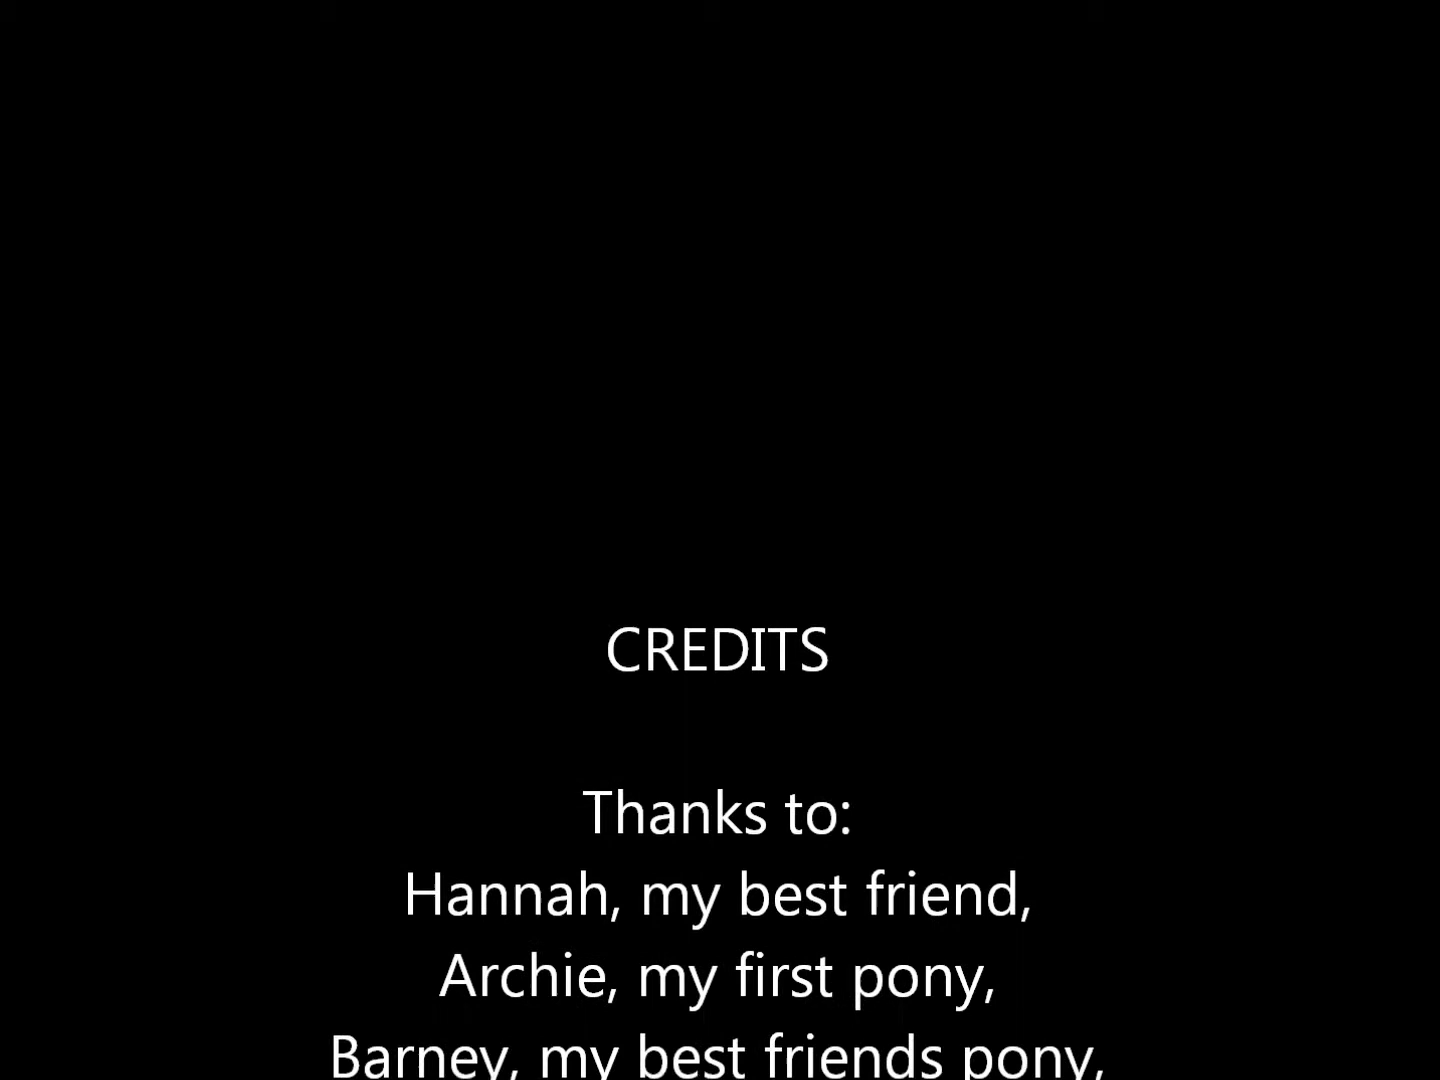 CREDITS
Thanks to:
Hannah, my best friend,
Archie, my first pony,
Barney, my best friends pony,